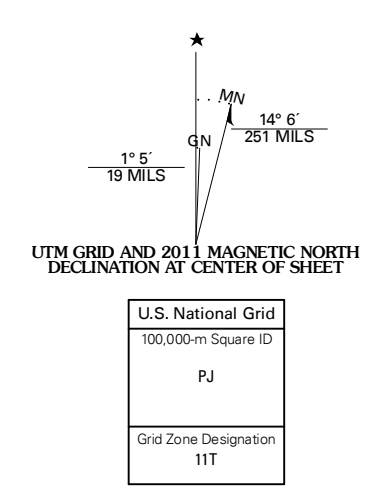 ★
MN
GN
14° 6´
251 MILS
1° 5´
19 MILS
UTM GRID AND 2011 MAGNETIC NORTH
DECLINATION AT CENTER OF SHEET
U.S. National Grid
100,000-m Square ID
PJ
Grid Zone Designation
11T